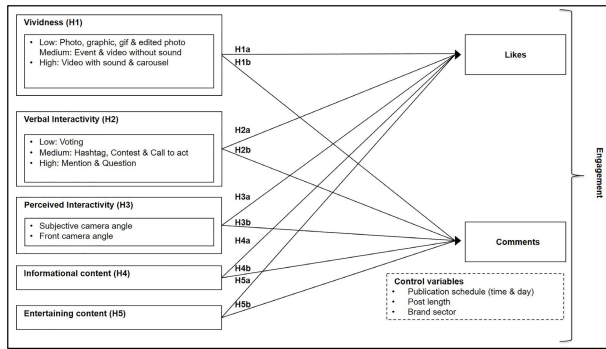 Vividness (H1)
• Low: Photo, graphic, gif & edited photo
Medium: Event & video without sound
• High: Video with sound & carousel
Verbal Interactivity (H2)
• Low: Voting
• Medium: Hashtag, Contest & Call to act
• High: Mention & Question
Perceived Interactivity (H3)
• Subjective camera angle
• Front camera angle
Informational content (H4)
Entertaining content (H5)
H1a
H1b
H2a
H2b
H3a
H3b
H4a
H4b
H5a
H5b
Likes
Comments
Control variables
• Publication schedule (time & day)
• Post length
• Brand sector
Engagement